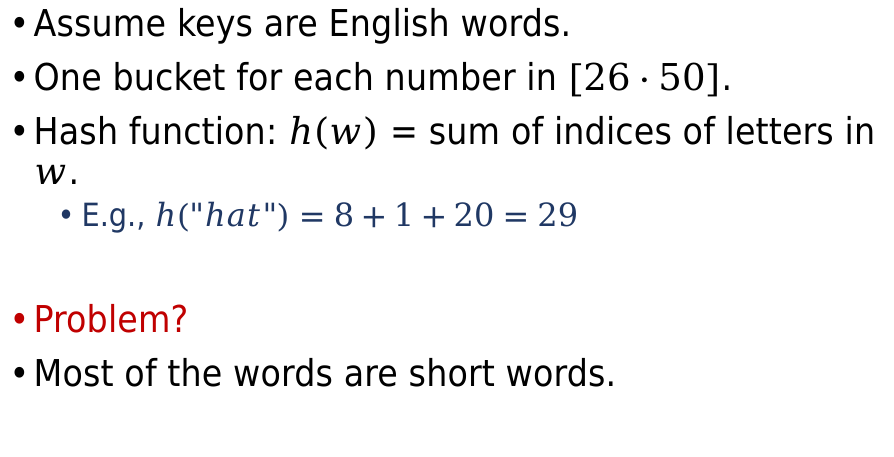 • Assume keys are English words.
• One bucket for each number in [26 · 50].
• Hash function: h(w) = sum of indices of letters in
w.
• E.g., h("hat") = 8 + 1 + 20 = 29
• Problem?
• Most of the words are short words.